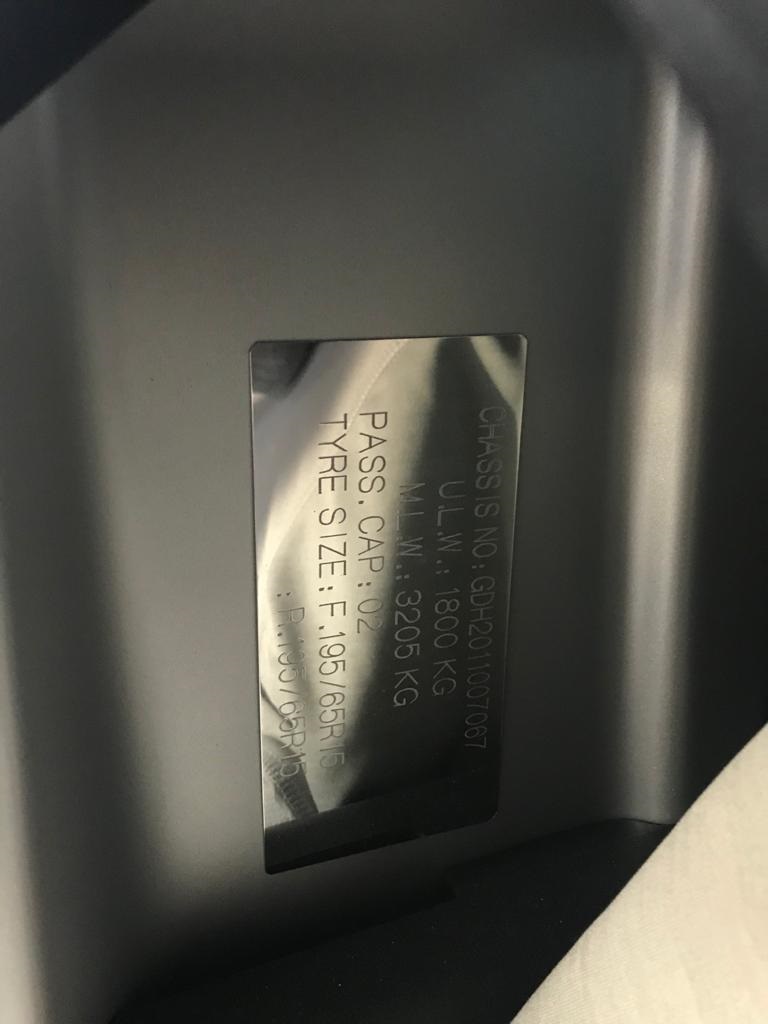 CHASSIS NO: GDH2011007067
U.L.W.: 1800 KG
M.L.W.: 3205 KG
PASS. CAP: 02
TYRE SIZE: F.195/65R15
: R.195/65R15